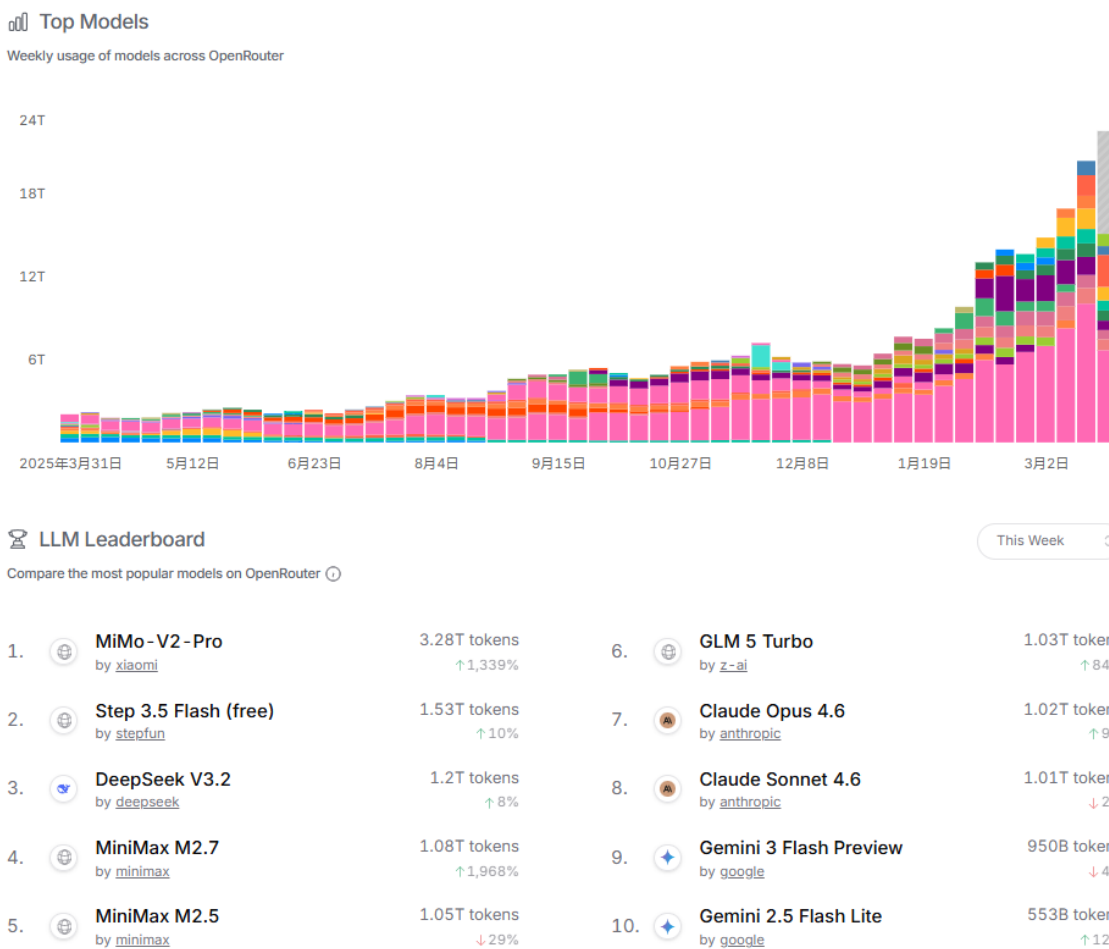 Top Models
Weekly usage of models across OpenRouter
24T
18T
12T
6T
2025年3月31日 5月12日 6月23日 8月4日 9月15日 10月27日 12月8日 1月19日 3月2日
LLM Leaderboard
This Week
Compare the most popular models on OpenRouter
1. MiMo-V2-Pro 3.28T tokens
by xiaomi ↑1,339%
2. Step 3.5 Flash (free) 1.53T tokens
by stepfun ↑10%
3. DeepSeek V3.2 1.2T tokens
by deepseek ↑8%
4. MiniMax M2.7 1.08T tokens
by minimax ↑1,968%
5. MiniMax M2.5 1.05T tokens
by minimax ↓29%
6. GLM 5 Turbo 1.03T
by z-ai
7. Claude Opus 4.6 1.02T
by anthropic
8. Claude Sonnet 4.6 1.01T
by anthropic
9. Gemini 3 Flash Preview 950B
by google
10. Gemini 2.5 Flash Lite 553B
by google